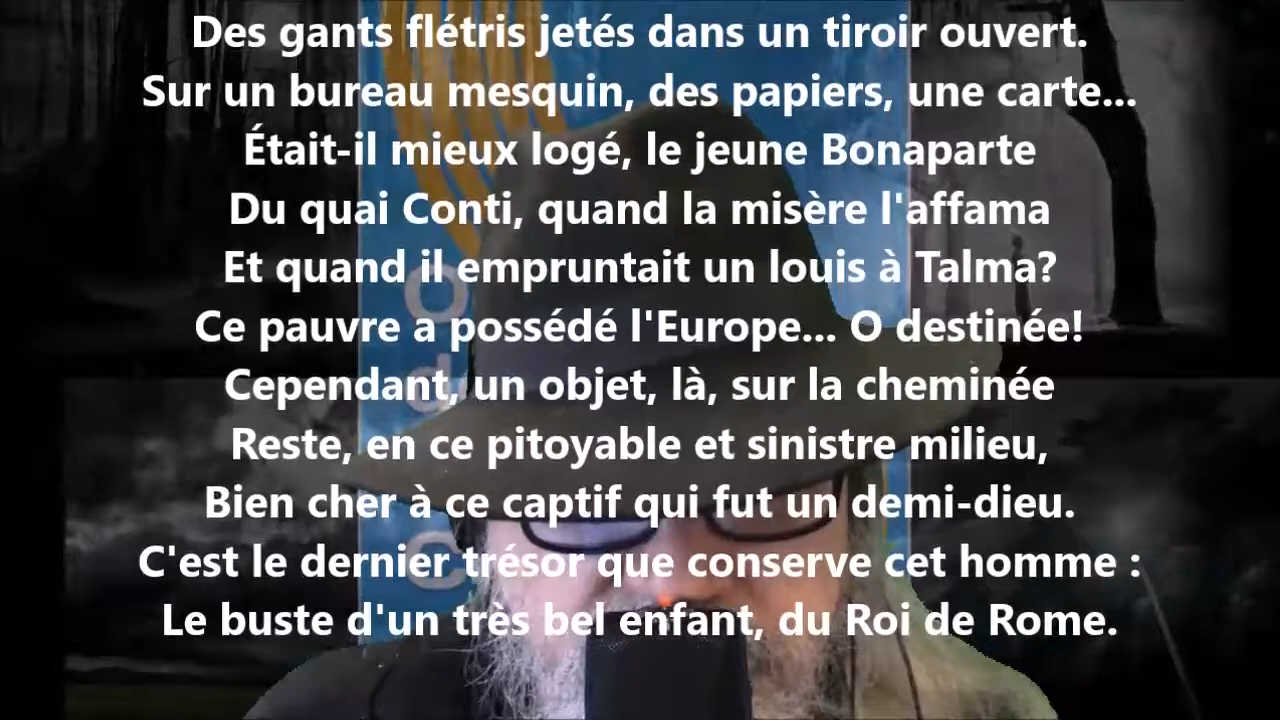 Des gants flétris jetés dans un tiroir ouvert.
Sur un bureau mesquin, des papiers, une carte...
Était-il mieux logé, le jeune Bonaparte
Du quai Conti, quand la misère l'affama
Et quand il empruntait un louis à Talma?
Ce pauvre a possédé l'Europe... O destinée!
Cependant, un objet, là, sur la cheminée
Reste, en ce pitoyable et sinistre milieu,
Bien cher à ce captif qui fut un demi-dieu.
C'est le dernier trésor que conserve cet homme :
Le buste d'un très bel enfant, du Roi de Rome.